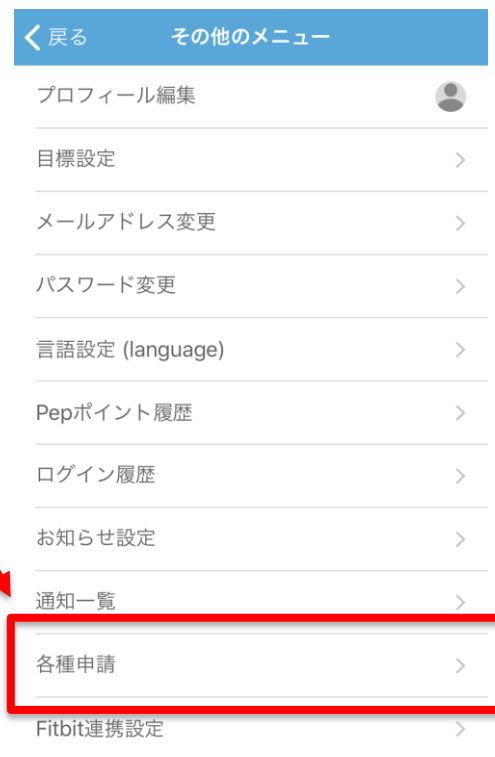 戻る その他のメニュー
プロフィール編集
目標設定
メールアドレス変更
パスワード変更
言語設定 (language)
Pepポイント履歴
ログイン履歴
お知らせ設定
通知一覧
各種申請
Fitbit連携設定